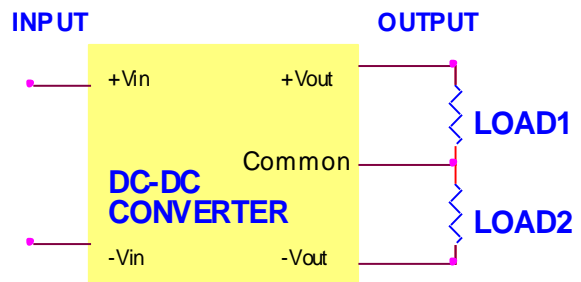 INPUT
OUTPUT
+Vin
+Vout
LOAD1
Common
DC-DC
CONVERTER
LOAD2
-Vin
-Vout